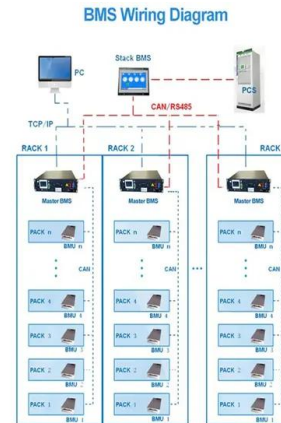 BMS Wiring Diagram
Stack BMS
PC
PCS
CAN/RS485
TCP/IP
RACK 1
RACK 2
RACK
Master BMS
Master BMS
Master BMS
PACK n
PACK n
PACK n
BMU n
BMU n
BMU n
CAN
CAN
CAN
...
PACK 4
PACK 4
PACK 4
BMU 4
BMU 4
BMU 4
PACK 3
PACK 3
PACK 3
BMU 3
BMU 3
BMU 3
PACK 2
PACK 2
PACK 2
BMU 2
BMU 2
BMU 2
PACK 1
PACK 1
PACK 1
BMU 1
BMU 1
BMU 1